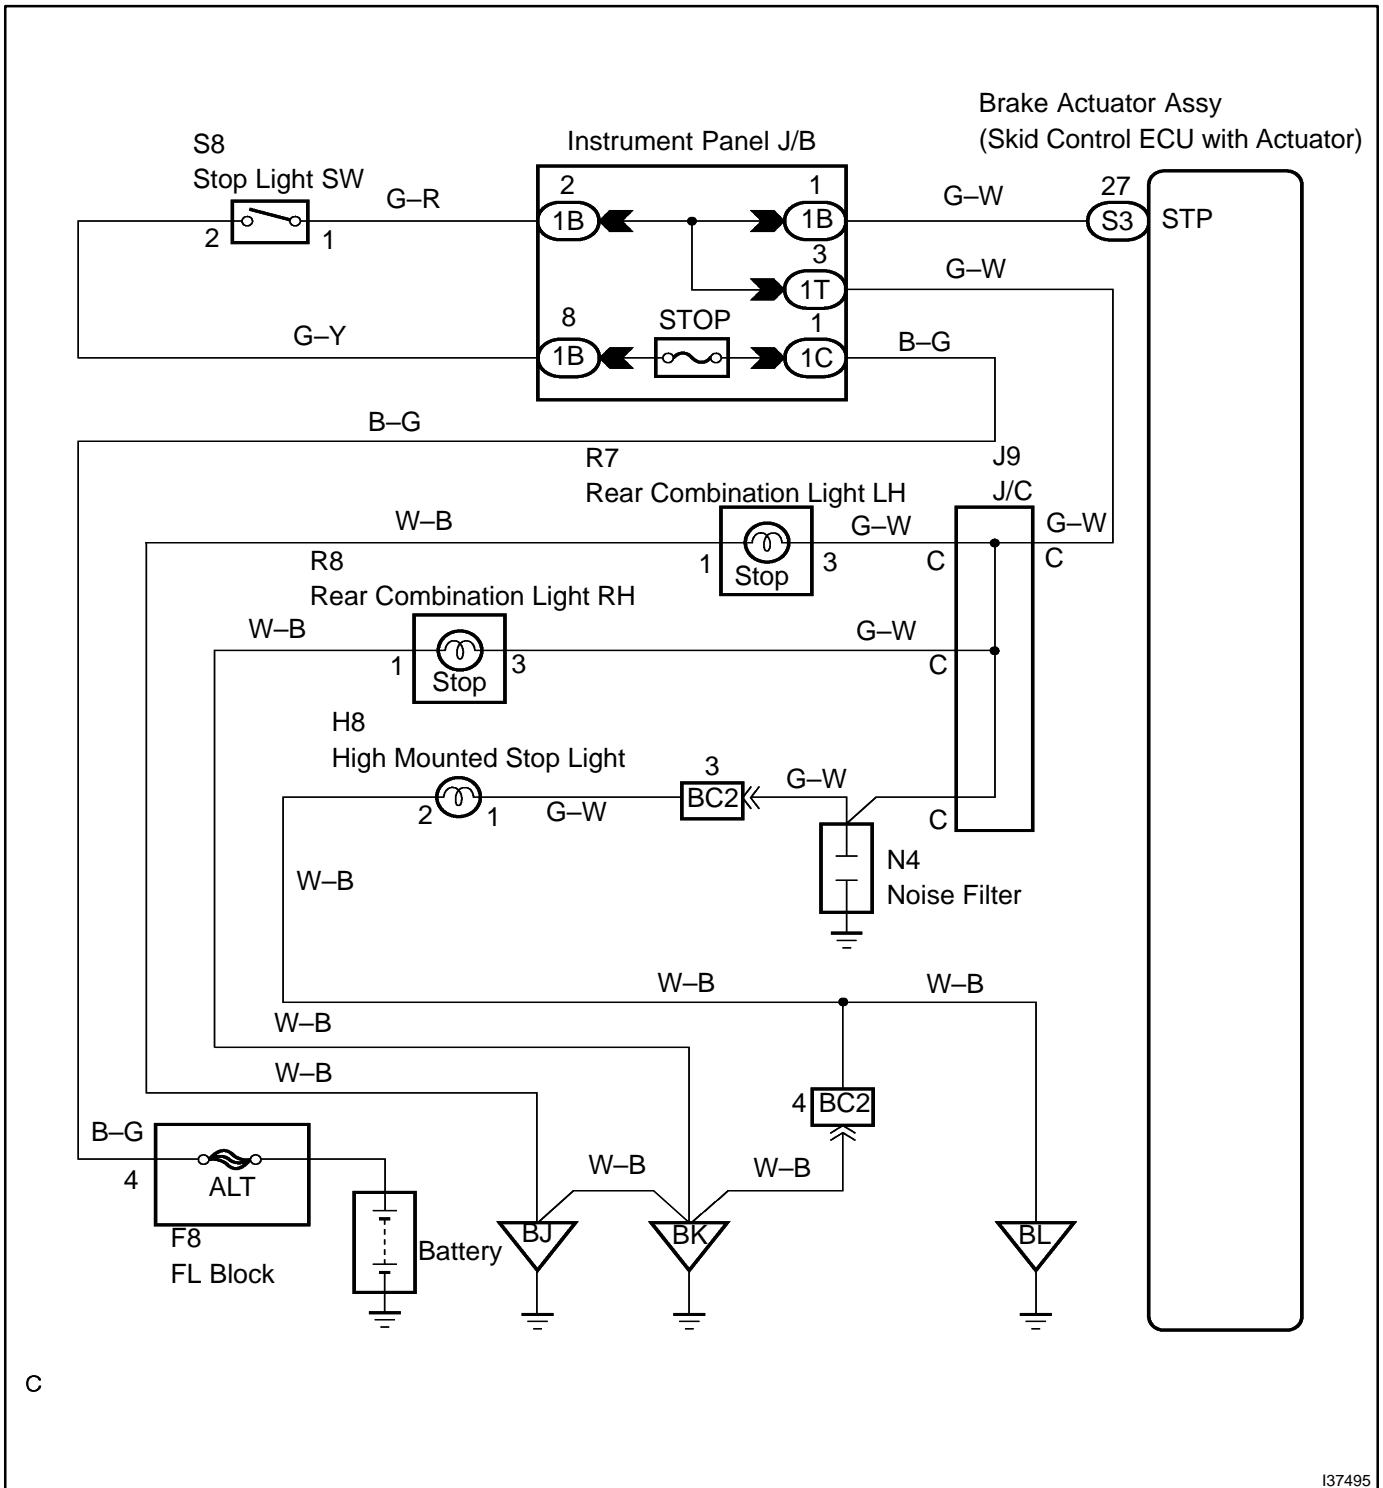 Brake Actuator Assy
(Skid Control ECU with Actuator)
S8
Stop Light SW
Instrument Panel J/B
2
1
G–R
G–W
27
1B
1B
S3
STP
2
1
3
G–W
1T
8
STOP
1
G–Y
B–G
1B
1C
B–G
R7
Rear Combination Light LH
J9
J/C
W–B
G–W
G–W
1
Stop
3
C
C
R8
Rear Combination Light RH
W–B
G–W
1
Stop
3
C
H8
High Mounted Stop Light
3
G–W
BC2
2
1
G–W
C
N4
Noise Filter
W–B
W–B
W–B
W–B
W–B
4
BC2
B–G
4
ALT
W–B
W–B
F8
FL Block
Battery
BJ
BK
BL
C
I37495